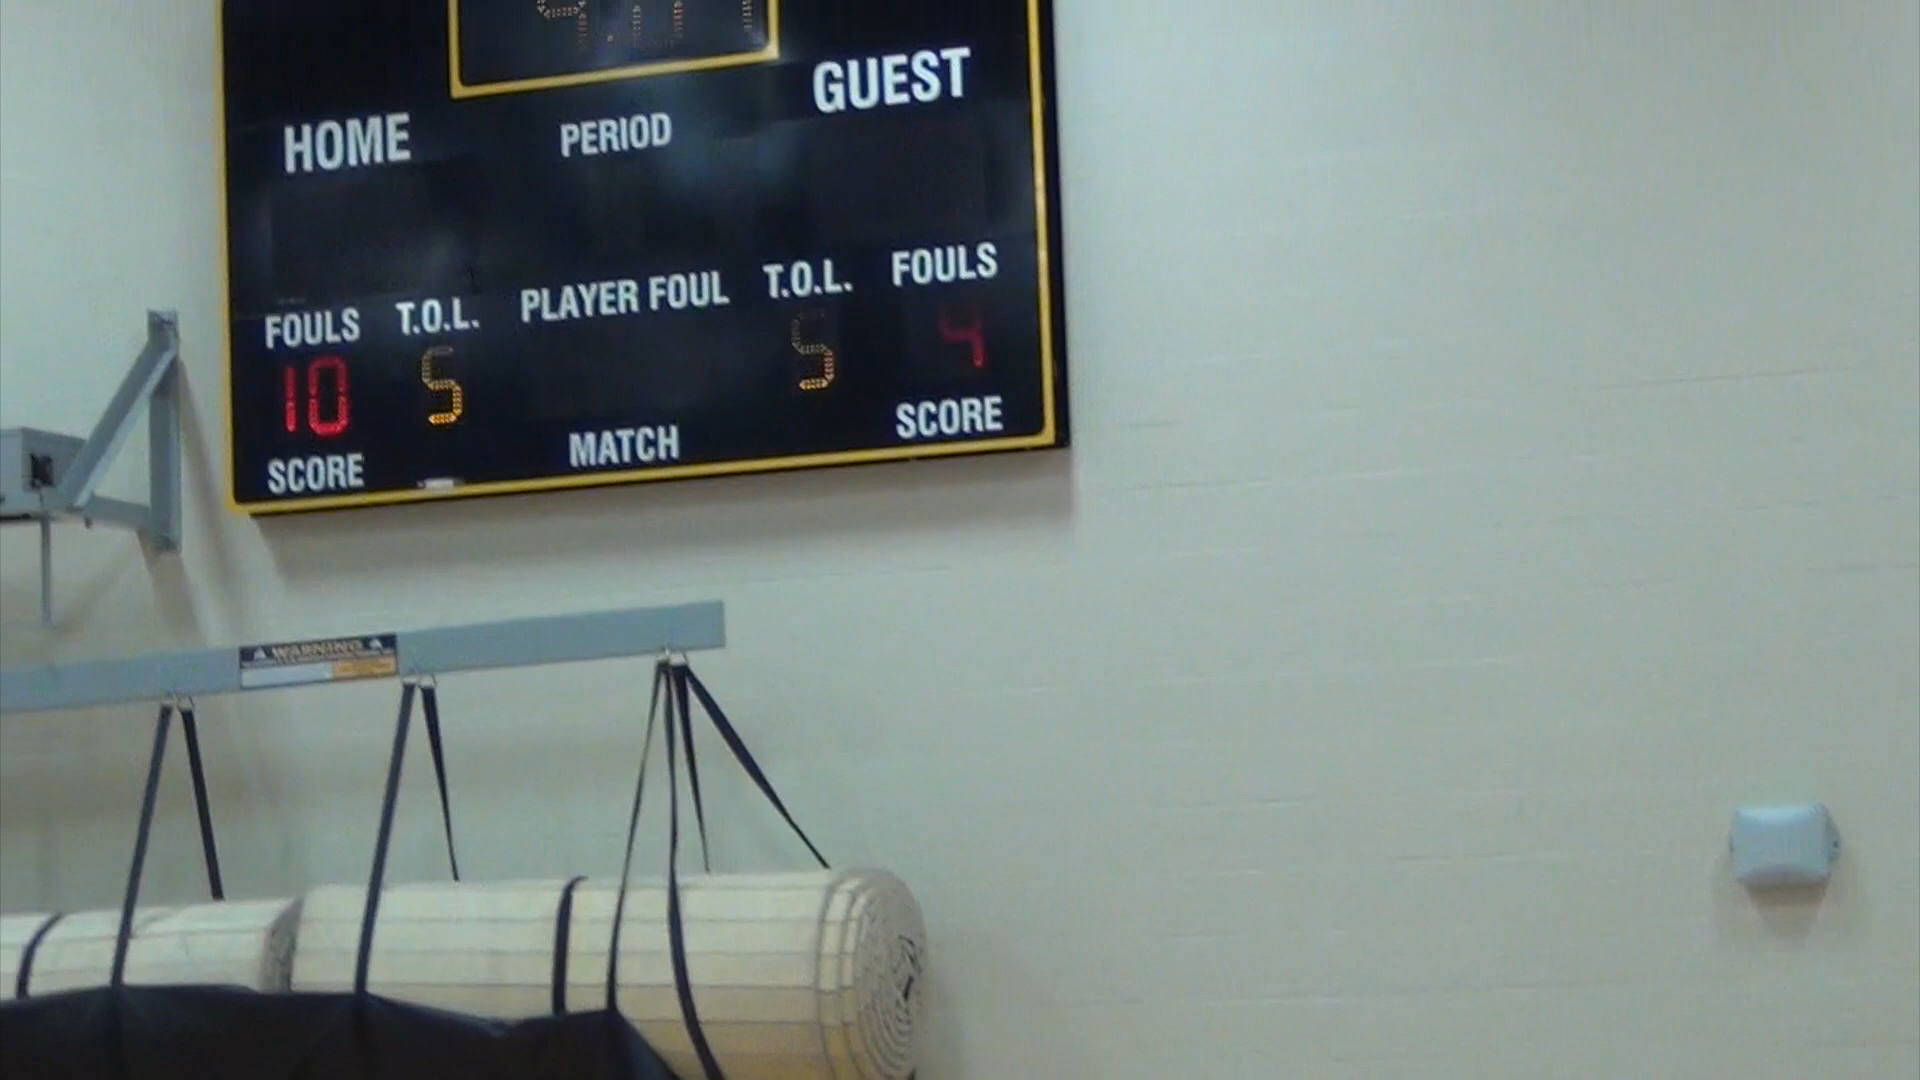 HOME PERIOD GUEST
FOULS T.O.L. PLAYER FOUL T.O.L. FOULS
10 5 5 4
SCORE MATCH SCORE
WARNING